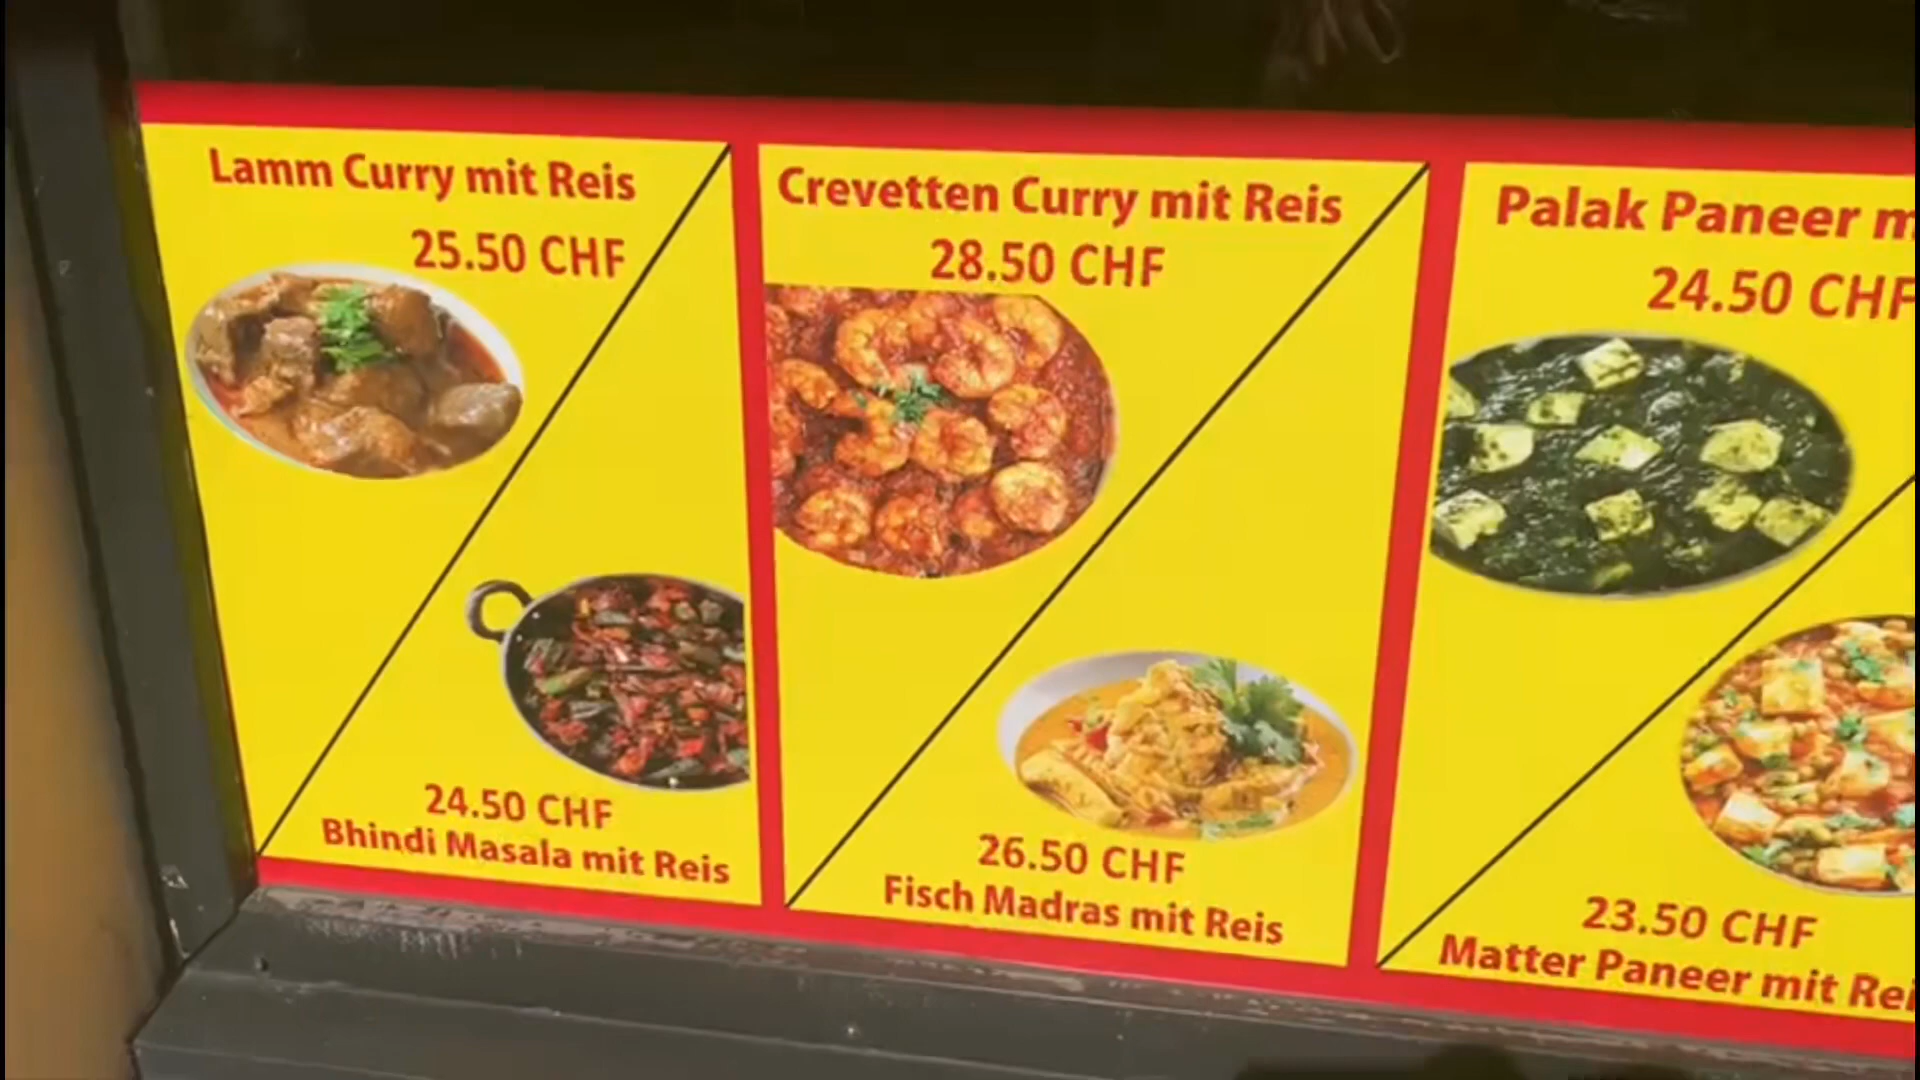 Lamm Curry mit Reis
25.50 CHF
24.50 CHF
Bhindi Masala mit Reis
Crevetten Curry mit Reis
28.50 CHF
26.50 CHF
Fisch Madras mit Reis
Palak Paneer
24.50 CHF
23.50 CHF
Matter Paneer mit Rei